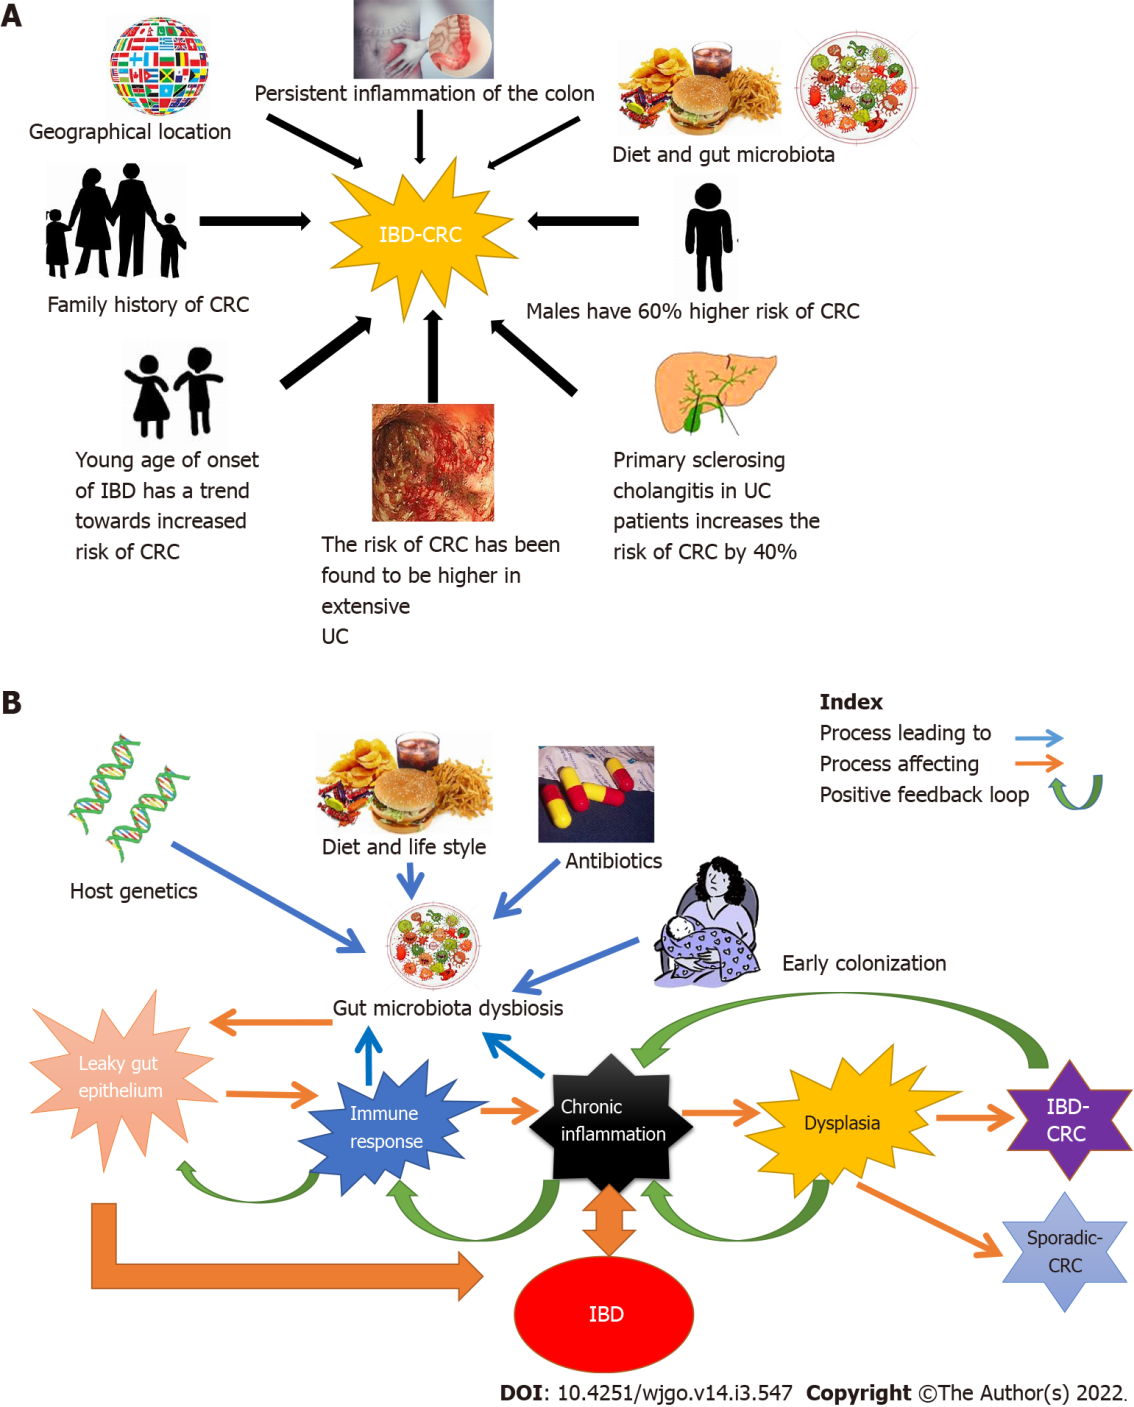 A
Persistent inflammation of the colon
Geographical location
Diet and gut microbiota
IBD-CRC
Family history of CRC
Males have 60% higher risk of CRC
Young age of onset
of IBD has a trend
towards increased
risk of CRC
The risk of CRC has been
found to be higher in
extensive
UC
Primary sclerosing
cholangitis in UC
patients increases the
risk of CRC by 40%
B
Index
Process leading to
Process affecting
Positive feedback loop
Host genetics
Diet and life style
Antibiotics
Early colonization
Gut microbiota dysbiosis
Leaky gut
epithelium
Immune
response
Chronic
inflammation
Dysplasia
IBD-
CRC
Sporadic-
CRC
IBD
DOI: 10.4251/wjgo.v14.i3.547 Copyright ©The Author(s) 2022.